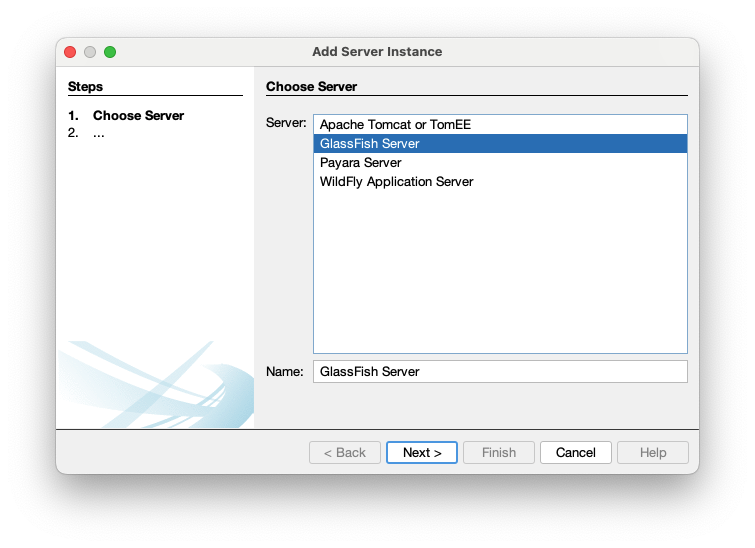 Add Server Instance
Steps
1. Choose Server
2. ...
Choose Server
Server:
Apache Tomcat or TomEE
GlassFish Server
Payara Server
WildFly Application Server
Name: GlassFish Server
< Back Next > Finish Cancel Help